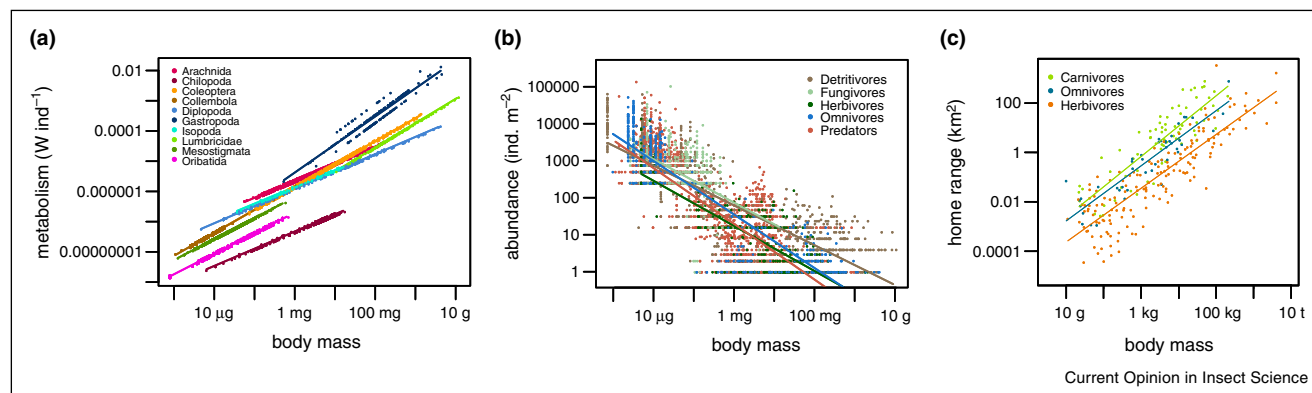 (a)
metabolism (W ind⁻¹)
0.01
0.0001
0.000001
0.00000001
Arachnida
Chilopoda
Coleoptera
Collembola
Diplopoda
Gastropoda
Isopoda
Lumbricidae
Mesostigmata
Oribatida
10 µg
1 mg
100 mg
10 g
body mass
(b)
abundance (ind. m⁻²)
100000
10000
1000
100
10
1
Detritivores
Fungivores
Herbivores
Omnivores
Predators
10 µg
1 mg
100 mg
10 g
body mass
(c)
home range (km²)
100
1
0.01
0.0001
Carnivores
Omnivores
Herbivores
10 g
1 kg
100 kg
10 t
body mass
Current Opinion in Insect Science